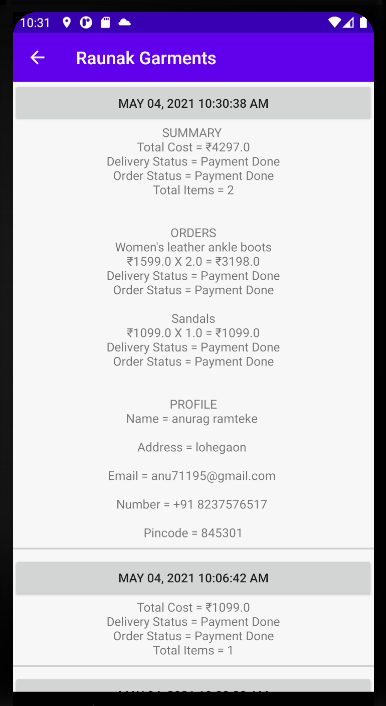 10:31
Raunak Garments
MAY 04, 2021 10:30:38 AM
SUMMARY
Total Cost = ₹4297.0
Delivery Status = Payment Done
Order Status = Payment Done
Total Items = 2
ORDERS
Women's leather ankle boots
₹1599.0 X 2.0 = ₹3198.0
Delivery Status = Payment Done
Order Status = Payment Done
Sandals
₹1099.0 X 1.0 = ₹1099.0
Delivery Status = Payment Done
Order Status = Payment Done
PROFILE
Name = anurag ramteke
Address = lohegaon
Email = anu71195@gmail.com
Number = +91 8237576517
Pincode = 845301
MAY 04, 2021 10:06:42 AM
Total Cost = ₹1099.0
Delivery Status = Payment Done
Order Status = Payment Done
Total Items = 1